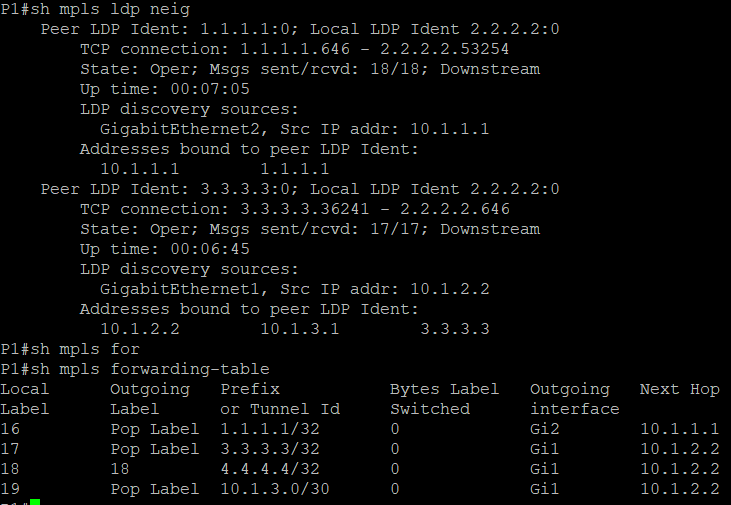 P1#sh mpls ldp neig
    Peer LDP Ident: 1.1.1.1:0; Local LDP Ident 2.2.2.2:0
        TCP connection: 1.1.1.1.646 - 2.2.2.2.53254
        State: Oper; Msgs sent/rcvd: 18/18; Downstream
        Up time: 00:07:05
        LDP discovery sources:
          GigabitEthernet2, Src IP addr: 10.1.1.1
        Addresses bound to peer LDP Ident:
          10.1.1.1        1.1.1.1
    Peer LDP Ident: 3.3.3.3:0; Local LDP Ident 2.2.2.2:0
        TCP connection: 3.3.3.3.36241 - 2.2.2.2.646
        State: Oper; Msgs sent/rcvd: 17/17; Downstream
        Up time: 00:06:45
        LDP discovery sources:
          GigabitEthernet1, Src IP addr: 10.1.2.2
        Addresses bound to peer LDP Ident:
          10.1.2.2        10.1.3.1        3.3.3.3
P1#sh mpls for
P1#sh mpls forwarding-table
Local      Outgoing   Prefix           Bytes Label   Outgoing   Next Hop
Label      Label      or Tunnel Id     Switched      interface
16         Pop Label  1.1.1.1/32       0             Gi2        10.1.1.1
17         Pop Label  3.3.3.3/32       0             Gi1        10.1.2.2
18         18         4.4.4.4/32       0             Gi1        10.1.2.2
19         Pop Label  10.1.3.0/30      0             Gi1        10.1.2.2
P1#